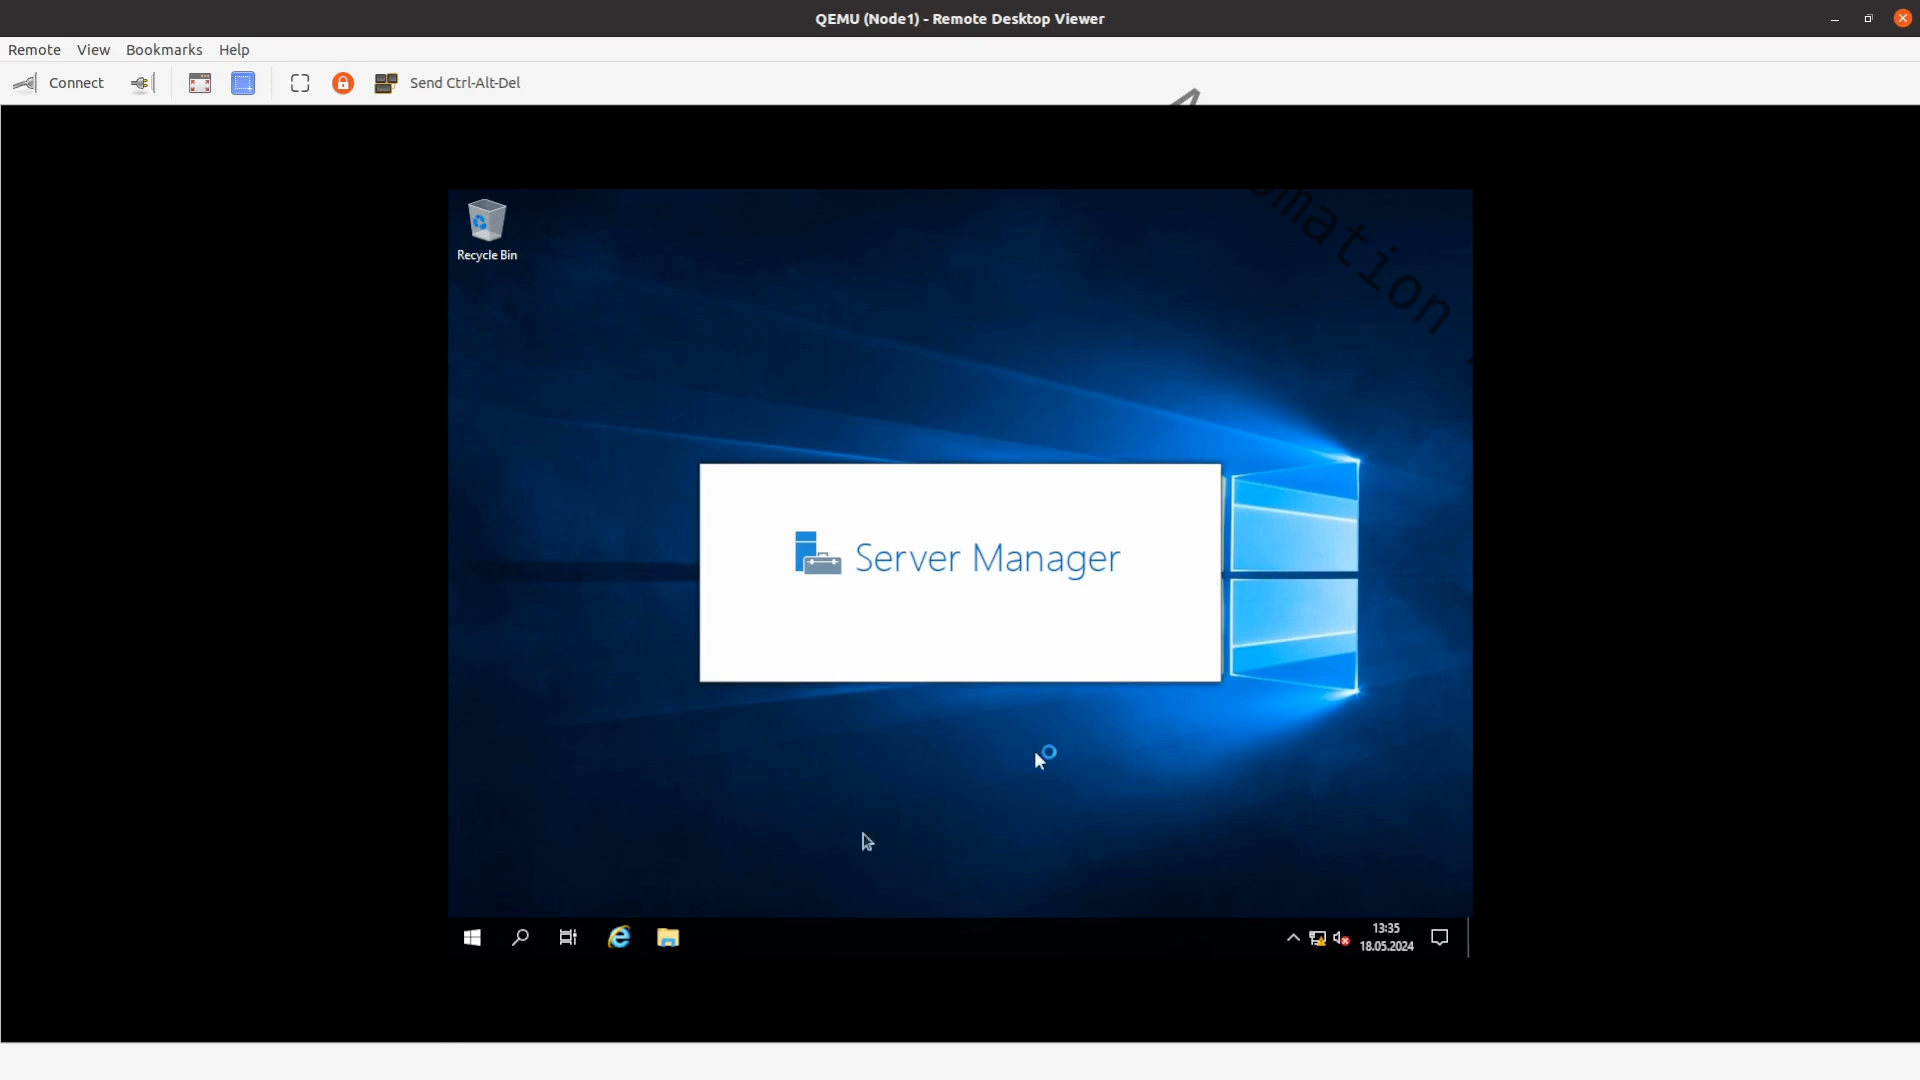 QEMU (Node1) - Remote Desktop Viewer
Remote View Bookmarks Help
Connect Send Ctrl-Alt-Del
Recycle Bin
Server Manager
13:35
18.05.2024